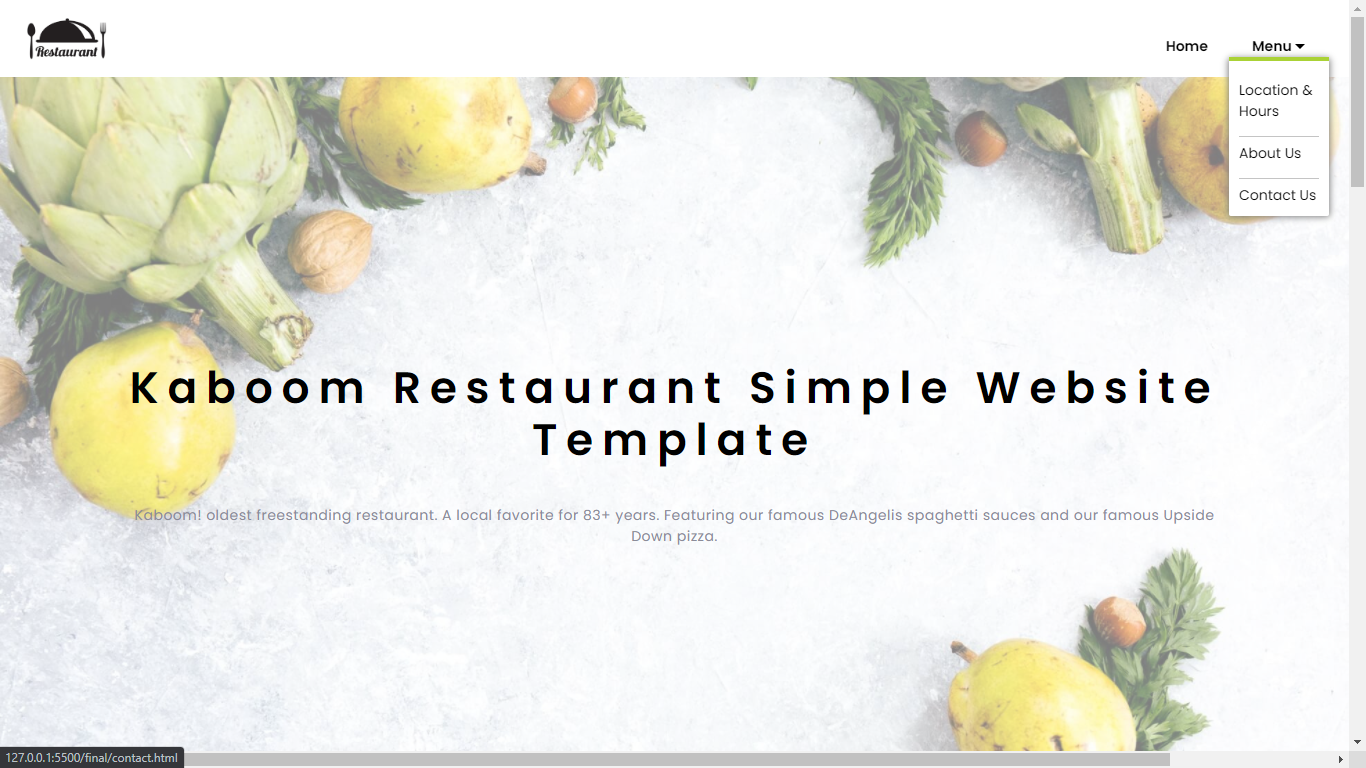 Restaurant
Home
Menu
Location &
Hours
About Us
Contact Us
Kaboom Restaurant Simple Website
Template
Kaboom! oldest freestanding restaurant. A local favorite for 83+ years. Featuring our famous DeAngelis spaghetti sauces and our famous Upside
Down pizza.
127.0.0.1:5500/final/contact.html